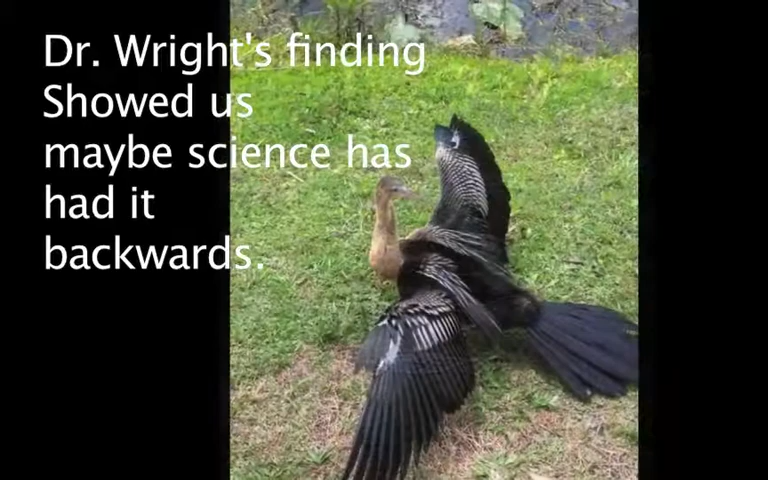 Dr. Wright's finding
Showed us
maybe science has
had it
backwards.